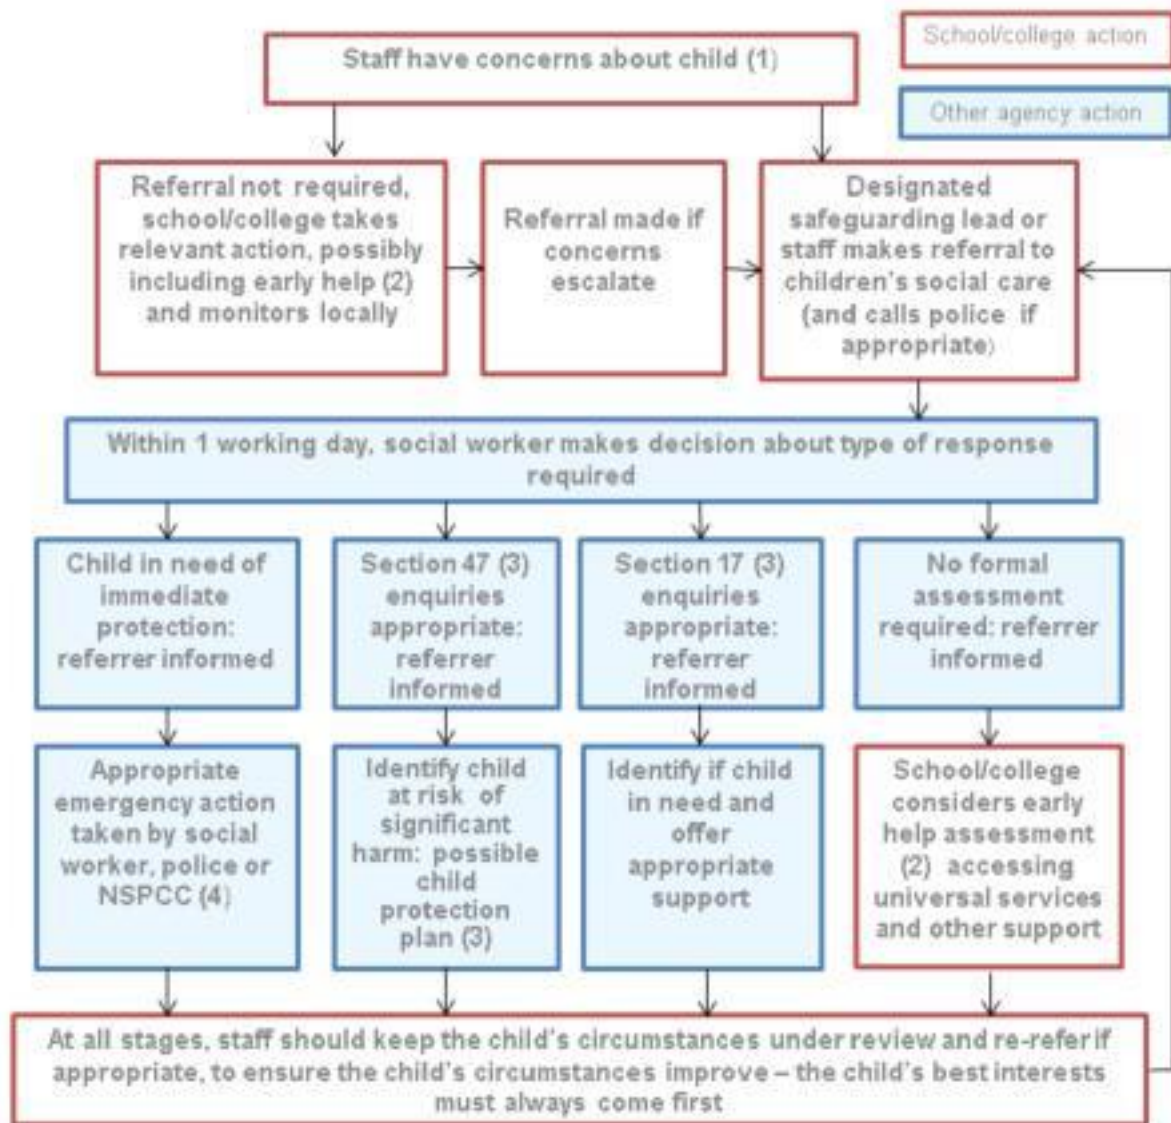 School/college action
Staff have concerns about child (1)
Other agency action
Referral not required,
school/college takes
relevant action, possibly
including early help (2)
and monitors locally
Referral made if
concerns
escalate
Designated
safeguarding lead or
staff makes referral to
children's social care
(and calls police if
appropriate)
Within 1 working day, social worker makes decision about type of response
required
Child in need of
immediate
protection:
referrer informed
Section 47 (3)
enquiries
appropriate:
referrer
informed
Section 17 (3)
enquiries
appropriate:
referrer
informed
No formal
assessment
required: referrer
informed
Appropriate
emergency action
taken by social
worker, police or
NSPCC (4)
Identify child
at risk of
significant
harm: possible
child
protection
plan (3)
Identify if child
in need and
offer
appropriate
support
School/college
considers early
help assessment
(2) accessing
universal services
and other support
At all stages, staff should keep the child's circumstances under review and re-refer if
appropriate, to ensure the child's circumstances improve – the child's best interests
must always come first